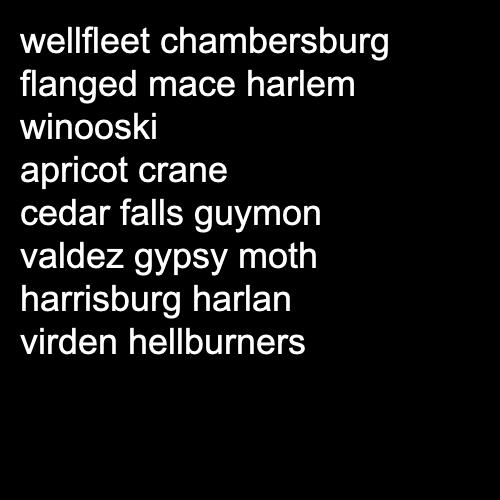 wellfleet chambersburg
flanged mace harlem
winooski
apricot crane
cedar falls guymon
valdez gypsy moth
harrisburg harlan
virden hellburners